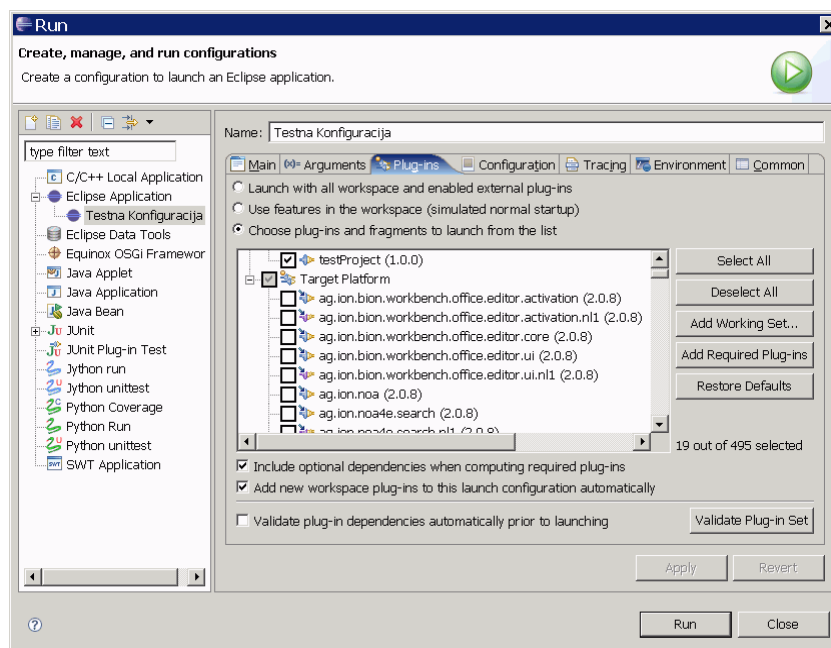 Run
Create, manage, and run configurations
Create a configuration to launch an Eclipse application.
type filter text
C/C++ Local Application
Eclipse Application
Testna Konfiguracija
Eclipse Data Tools
Equinox OSGi Framewor
Java Applet
Java Application
Java Bean
JUnit
JUnit Plug-in Test
Jython run
Jython unittest
Python Coverage
Python Run
Python unittest
SWT Application
Name: Testna Konfiguracija
Main Arguments Plug-ins Configuration Tracing Environment Common
Launch with all workspace and enabled external plug-ins
Use features in the workspace (simulated normal startup)
Choose plug-ins and fragments to launch from the list
testProject (1.0.0)
Target Platform
ag.ion.bion.workbench.office.editor.activation (2.0.8)
ag.ion.bion.workbench.office.editor.activation.nl1 (2.0.8)
ag.ion.bion.workbench.office.editor.core (2.0.8)
ag.ion.bion.workbench.office.editor.ui (2.0.8)
ag.ion.bion.workbench.office.editor.ui.nl1 (2.0.8)
ag.ion.noa (2.0.8)
ag.ion.noa4e.search (2.0.8)
ag.ion.noa4e.search.nl1 (2.0.8)
Select All
Deselect All
Add Working Set...
Add Required Plug-ins
Restore Defaults
19 out of 495 selected
Include optional dependencies when computing required plug-ins
Add new workspace plug-ins to this launch configuration automatically
Validate plug-in dependencies automatically prior to launching
Validate Plug-in Set
Apply Revert
Run Close